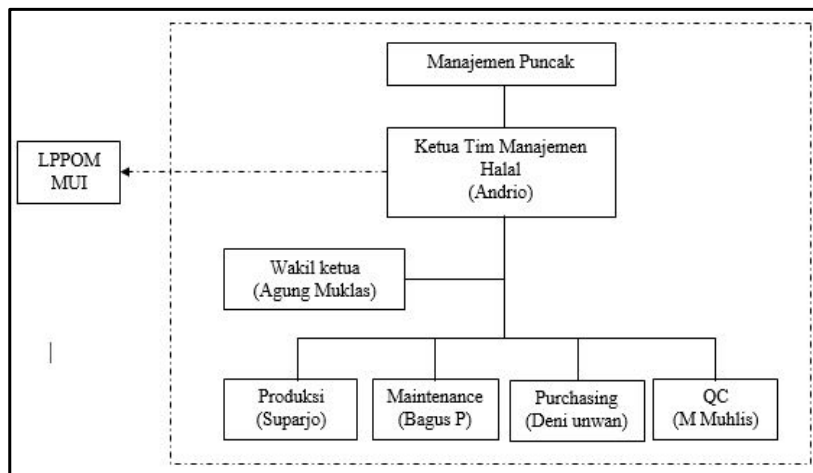 Manajemen Puncak
Ketua Tim Manajemen
Halal
(Andrio)
LPPOM
MUI
Wakil ketua
(Agung Muklas)
Produksi
(Suparjo)
Maintenance
(Bagus P)
Purchasing
(Deni unwan)
QC
(M Muhlis)